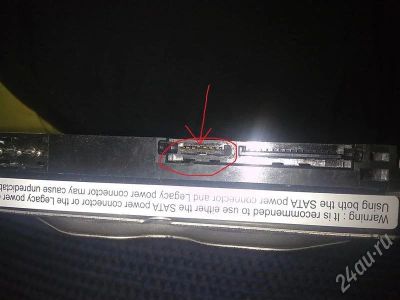 Warning : It is recommended to use either the SATA power connector or the Legacy power
Using both the SATA power connector and Legacy power connector may cause unpredictab
24au.ru